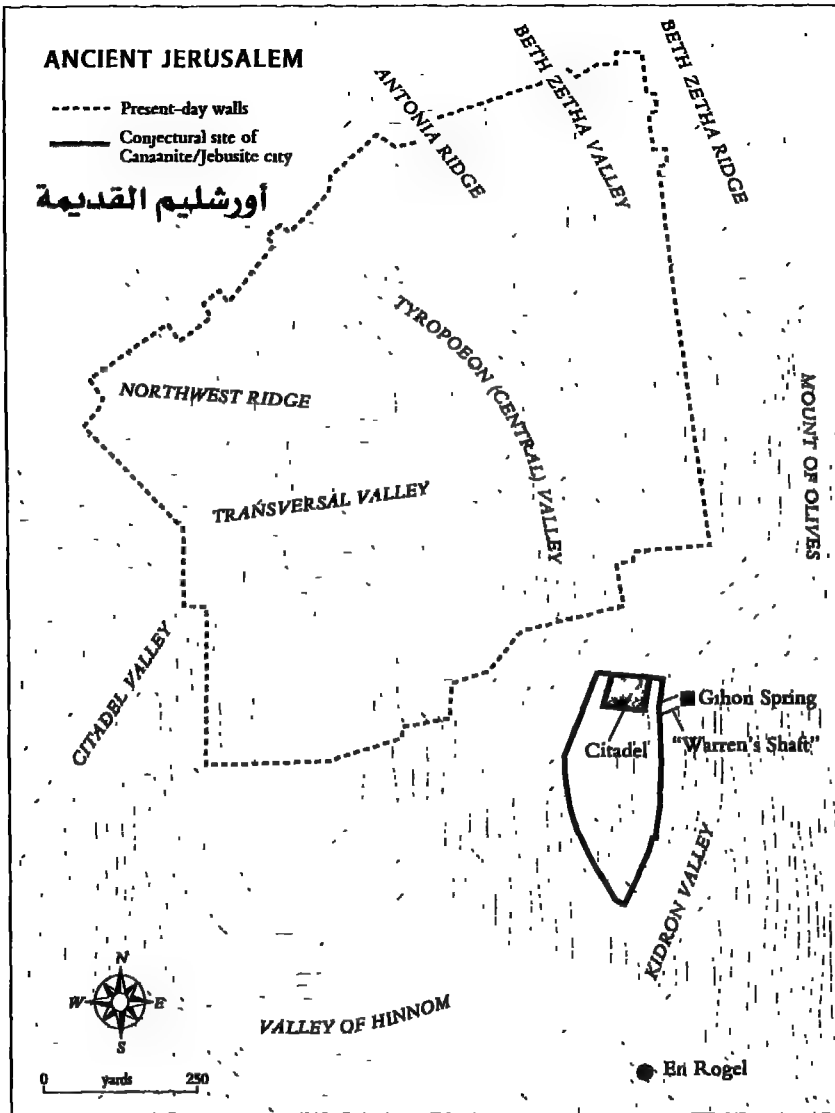 ANCIENT JERUSALEM
Present-day walls
Conjectural site of
Canaanite/Jebusite city
أورشليم القديمة
ANTONIA RIDGE
BETH ZETHA VALLEY
BETH ZETHA RIDGE
TYROPOEON (CENTRAL) VALLEY
NORTHWEST RIDGE
MOUNT OF OLIVES
TRANSVERSAL VALLEY
CITADEL VALLEY
Gihon Spring
Citadel
"Warren's Shaft"
KIDRON VALLEY
N
W E
S
VALLEY OF HINNOM
0 yards 250
En Rogel